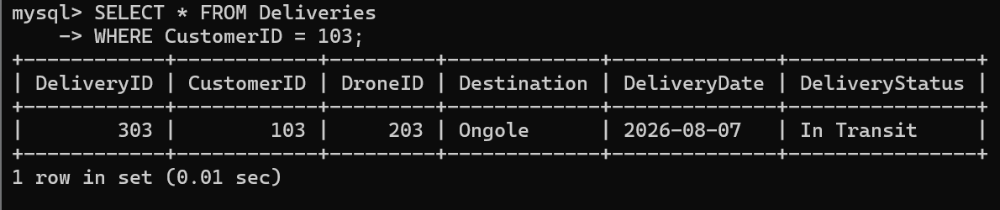 mysql> SELECT * FROM Deliveries
    -> WHERE CustomerID = 103;
+------------+------------+---------+-------------+--------------+----------------+
| DeliveryID | CustomerID | DroneID | Destination | DeliveryDate | DeliveryStatus |
+------------+------------+---------+-------------+--------------+----------------+
|        303 |        103 |     203 | Ongole      | 2026-08-07   | In Transit     |
+------------+------------+---------+-------------+--------------+----------------+
1 row in set (0.01 sec)